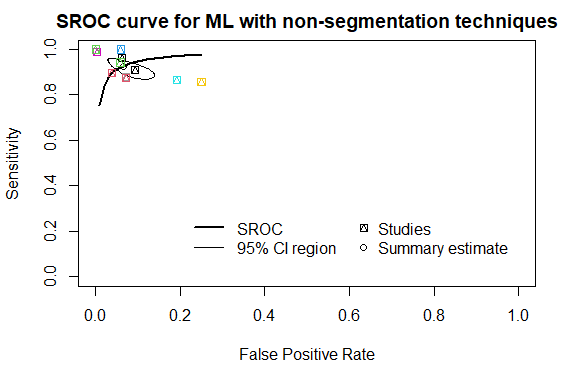 SROC curve for ML with non-segmentation techniques
Sensitivity
1.0
0.8
0.6
0.4
0.2
0.0
SROC
95% CI region
Studies
Summary estimate
0.0 0.2 0.4 0.6 0.8 1.0
False Positive Rate